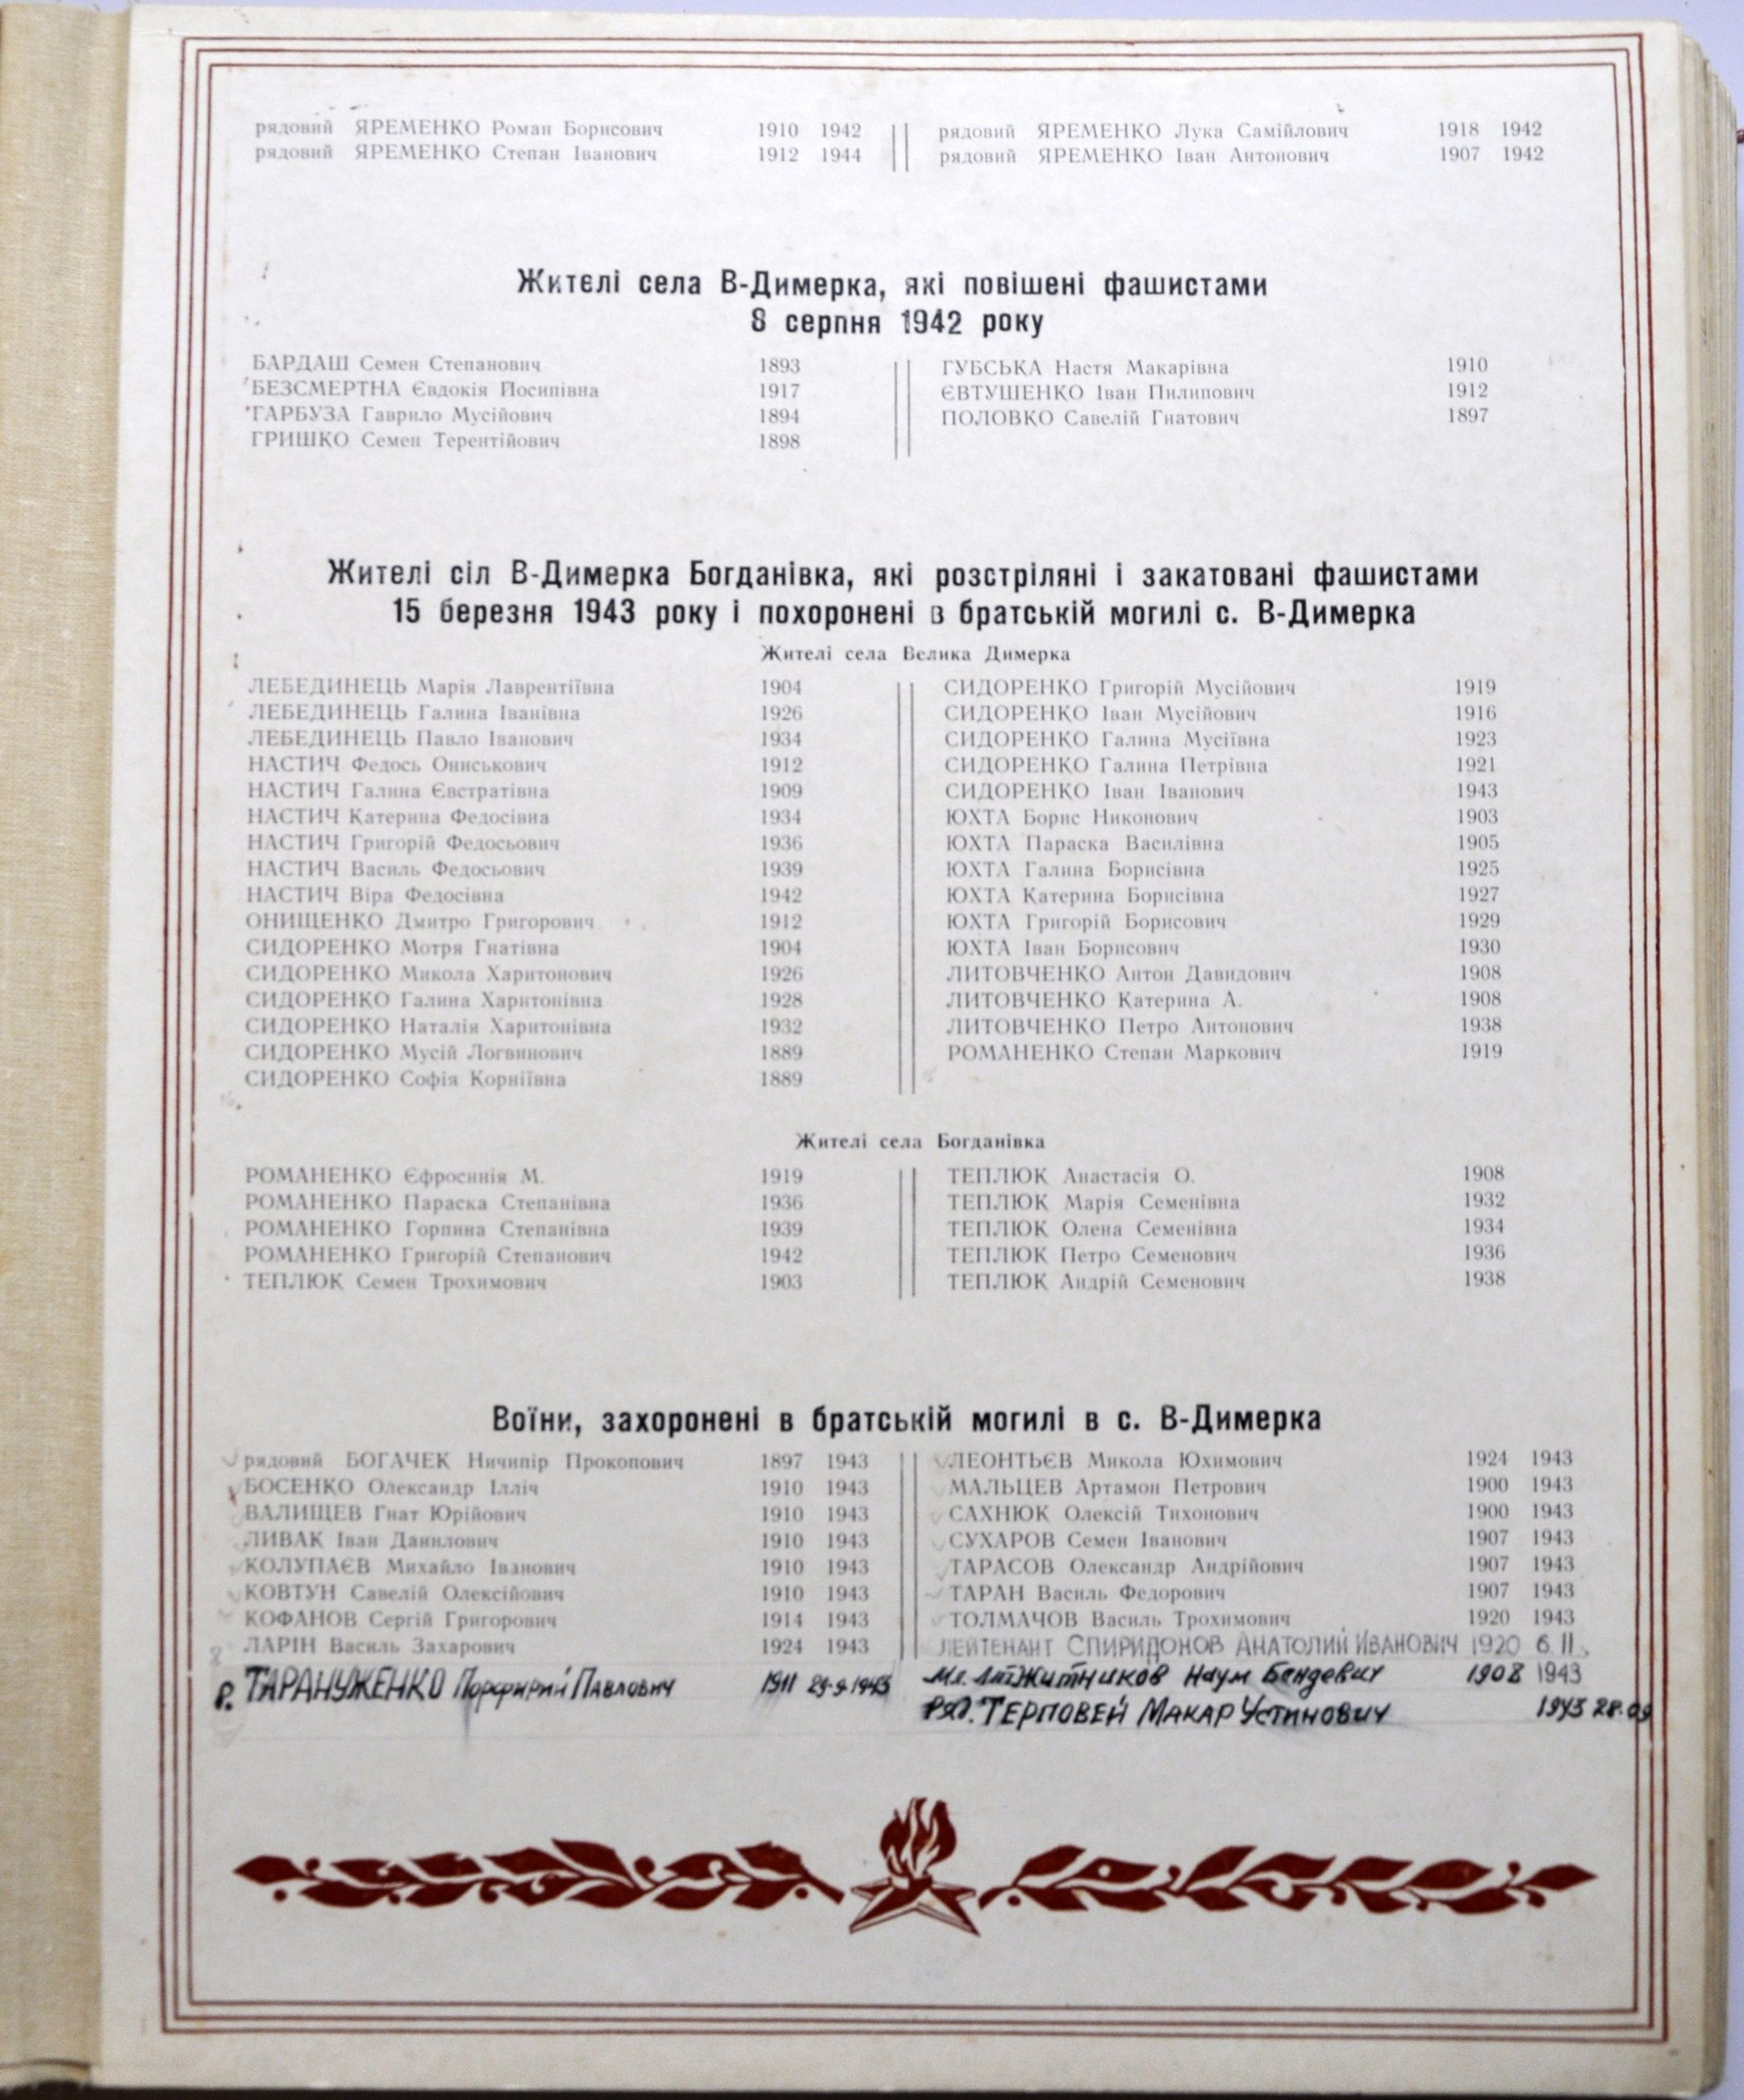 рядовий ЯРЕМЕНКО Роман Борисович 1910 1942
рядовий ЯРЕМЕНКО Степан Іванович 1912 1944
рядовий ЯРЕМЕНКО Лука Самійлович 1918 1942
рядовий ЯРЕМЕНКО Іван Антонович 1907 1942
Жителі села В-Димерка, які повішені фашистами
8 серпня 1942 року
БАРДАШ Семен Степанович 1893
БЕЗСМЕРТНА Євдокія Йосипівна 1917
ГАРБУЗА Гаврило Мусійович 1894
ГРИШКО Семен Терентійович 1898
ГУБСЬКА Настя Макарівна 1910
ЄВТУШЕНКО Іван Пилипович 1912
ПОЛОВКО Савелій Гнатович 1897
Жителі сіл В-Димерка Богданівка, які розстріляні і закатовані фашистами
15 березня 1943 року і похоронені в братській могилі с. В-Димерка
Жителі села Велика Димерка
ЛЕБЕДИНЕЦЬ Марія Лаврентіївна 1904
ЛЕБЕДИНЕЦЬ Галина Іванівна 1926
ЛЕБЕДИНЕЦЬ Павло Іванович 1934
НАСТИЧ Федось Ониськович 1912
НАСТИЧ Галина Євстратівна 1909
НАСТИЧ Катерина Федосівна 1934
НАСТИЧ Григорій Федосьович 1936
НАСТИЧ Василь Федосьович 1939
НАСТИЧ Віра Федосівна 1942
ОНИЩЕНКО Дмитро Григорович 1912
СИДОРЕНКО Мотря Гнатівна 1904
СИДОРЕНКО Микола Харитонович 1926
СИДОРЕНКО Галина Харитонівна 1928
СИДОРЕНКО Наталія Харитонівна 1932
СИДОРЕНКО Мусій Логвинович 1889
СИДОРЕНКО Софія Корніївна 1889
СИДОРЕНКО Григорій Мусійович 1919
СИДОРЕНКО Іван Мусійович 1916
СИДОРЕНКО Галина Мусіївна 1923
СИДОРЕНКО Галина Петрівна 1921
СИДОРЕНКО Іван Іванович 1943
ЮХТА Борис Никонович 1903
ЮХТА Параска Василівна 1905
ЮХТА Галина Борисівна 1925
ЮХТА Катерина Борисівна 1927
ЮХТА Григорій Борисович 1929
ЮХТА Іван Борисович 1930
ЛИТОВЧЕНКО Антон Давидович 1908
ЛИТОВЧЕНКО Катерина А. 1908
ЛИТОВЧЕНКО Петро Антонович 1938
РОМАНЕНКО Степан Маркович 1919
Жителі села Богданівка
РОМАНЕНКО Єфросинія М. 1919
РОМАНЕНКО Параска Степанівна 1936
РОМАНЕНКО Горпина Степанівна 1939
РОМАНЕНКО Григорій Степанович 1942
ТЕПЛЮК Семен Трохимович 1903
ТЕПЛЮК Анастасія О. 1908
ТЕПЛЮК Марія Семенівна 1932
ТЕПЛЮК Олена Семенівна 1934
ТЕПЛЮК Петро Семенович 1936
ТЕПЛЮК Андрій Семенович 1938
Воїни, захоронені в братській могилі в с. В-Димерка
рядовий БОГАЧЕК Ничипір Прокопович 1897 1943
БОСЕНКО Олександр Ілліч 1910 1943
ВАЛИЩЕВ Гнат Юрійович 1910 1943
ЛИВАК Іван Данилович 1910 1943
КОЛУПАЄВ Михайло Іванович 1910 1943
КОВТУН Савелій Олексійович 1910 1943
КОФАНОВ Сергій Григорович 1914 1943
ЛАРІН Василь Захарович 1924 1943
р. ТАРАНУЖЕНКО Порфирий Павлович 1911 29.9.1943
ЛЕОНТЬЄВ Микола Юхимович 1924 1943
МАЛЬЦЕВ Артамон Петрович 1900 1943
САХНЮК Олексій Тихонович 1900 1943
СУХАРОВ Семен Іванович 1907 1943
ТАРАСОВ Олександр Андрійович 1907 1943
ТАРАН Василь Федорович 1907 1943
ТОЛМАЧОВ Василь Трохимович 1920 1943
ЛЕЙТЕНАНТ СПИРИДОНОВ АНАТОЛИЙ ИВАНОВИЧ 1920 6.11.
Мл. лт Житников Наум Бендевич 1908 1943
РЯД. ТЕРПОВЕЙ МАКАР Устинович 1943 28.09